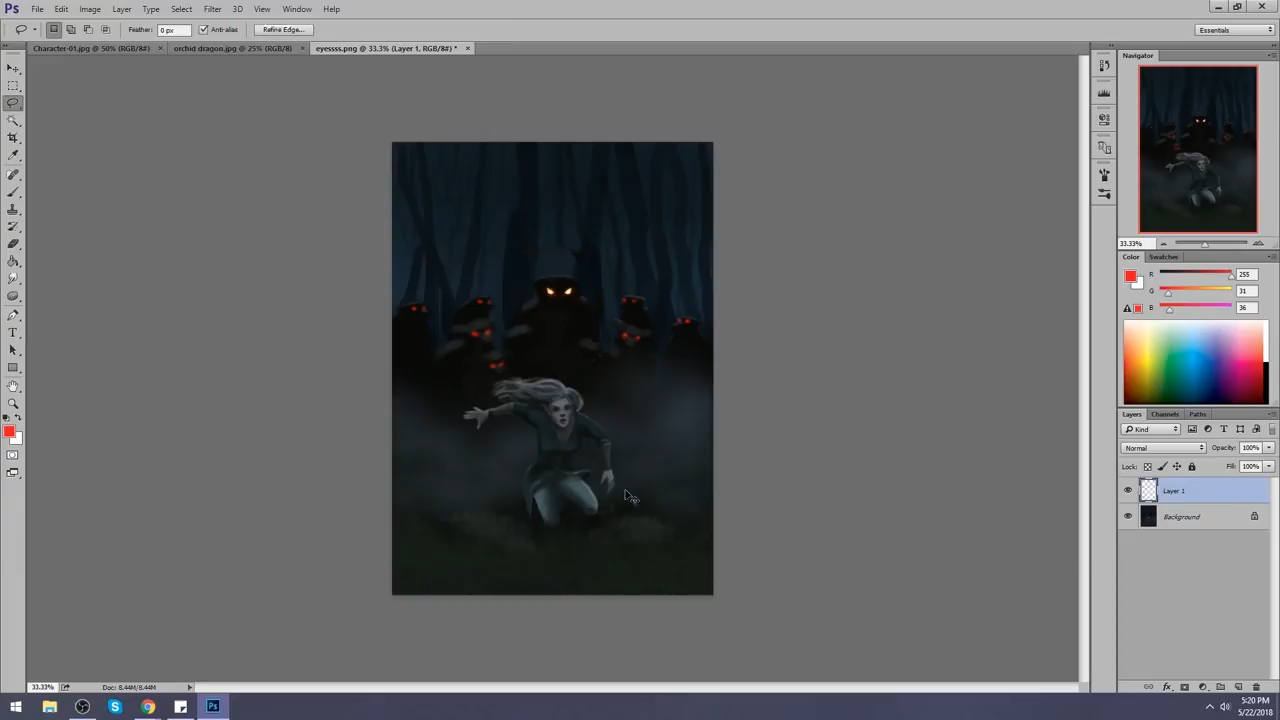 Ps File Edit Image Layer Type Select Filter 3D View Window Help
Feather: 0 px Anti-alias Refine Edge... Essentials
Character-01.jpg @ 50% (RGB/8#) × orchid dragon.jpg @ 25% (RGB/8) × eyessss.png @ 33.3% (Layer 1, RGB/8#) * ×
Navigator
33.33%
Color Swatches
R 255
G 31
B 36
Layers Channels Paths
Kind
Normal Opacity: 100%
Lock: Fill: 100%
Layer 1
Background
33.33% Doc: 8.44M/8.44M
Ps
5:20 PM
5/22/2018